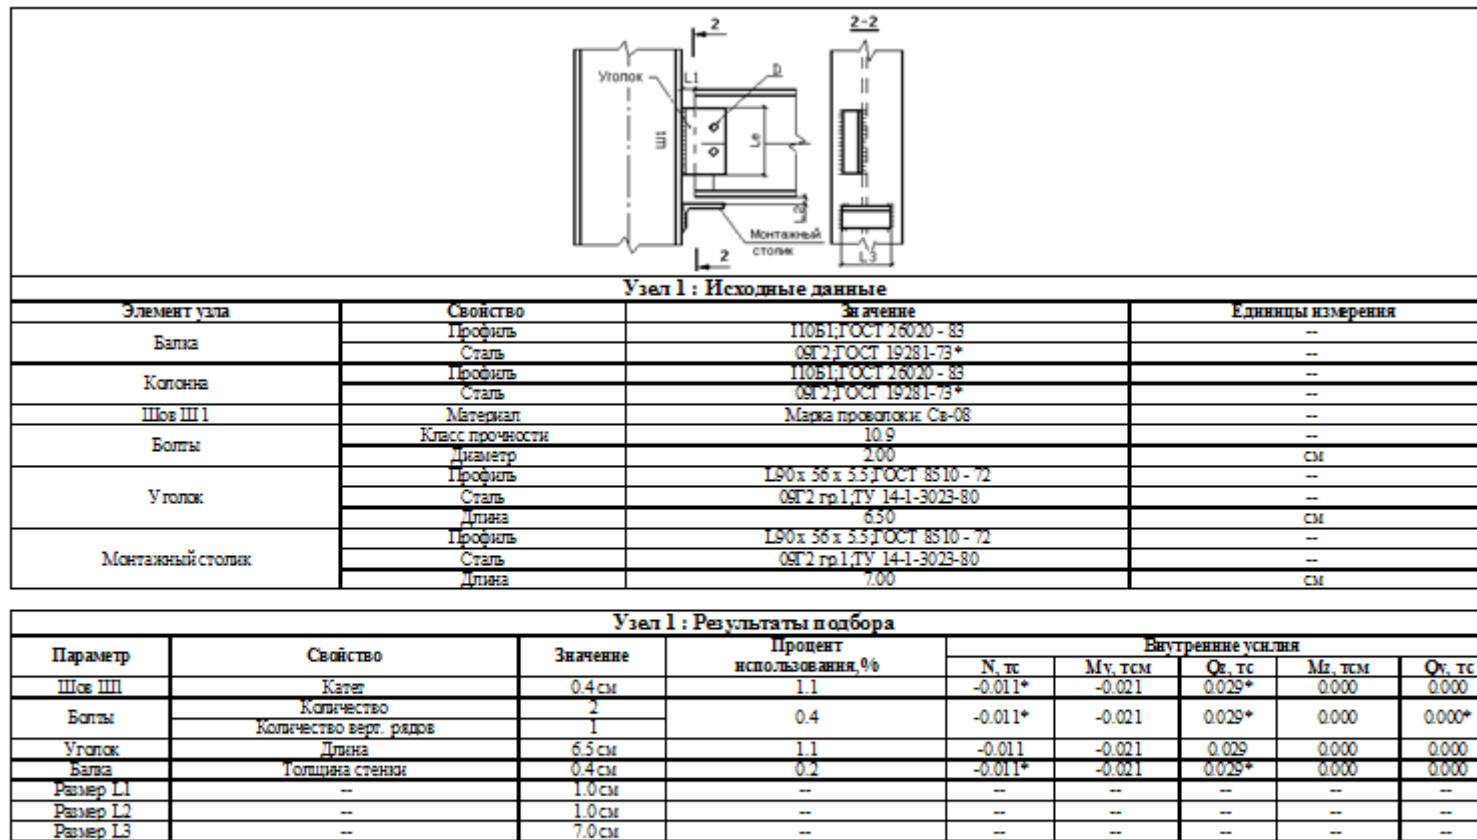 2
2-2
Уголок
L1
D
Ш1
Le
L2
Монтажный
столик
2
L3
Узел 1 : Исходные данные
Элемент узла Свойство Значение Единицы измерения
Балка Профиль I10Б1;ГОСТ 26020 - 83 --
Сталь 09Г2;ГОСТ 19281-73* --
Колонна Профиль I10Б1;ГОСТ 26020 - 83 --
Сталь 09Г2;ГОСТ 19281-73* --
Шов Ш1 Материал Марка проволоки: Св-08 --
Болты Класс прочности 10.9 --
Диаметр 2.00 см
Уголок Профиль L90 x 56 x 5.5;ГОСТ 8510 - 72 --
Сталь 09Г2 гр.1;ТУ 14-1-3023-80 --
Длина 6.50 см
Монтажный столик Профиль L90 x 56 x 5.5;ГОСТ 8510 - 72 --
Сталь 09Г2 гр.1;ТУ 14-1-3023-80 --
Длина 7.00 см
Узел 1 : Результаты подбора
Параметр Свойство Значение Процент использования,% Внутренние усилия
N, тс My, тсм Qz, тс Mz, тсм Qy, тс
Шов Ш1 Катет 0.4 см 1.1 -0.011* -0.021 0.029* 0.000 0.000
Болты Количество 2 0.4 -0.011* -0.021 0.029* 0.000 0.000*
Количество верт. рядов 1
Уголок Длина 6.5 см 1.1 -0.011 -0.021 0.029 0.000 0.000
Балка Толщина стенки 0.4 см 0.2 -0.011* -0.021 0.029* 0.000 0.000
Размер L1 -- 1.0 см -- -- -- -- -- --
Размер L2 -- 1.0 см -- -- -- -- -- --
Размер L3 -- 7.0 см -- -- -- -- -- --